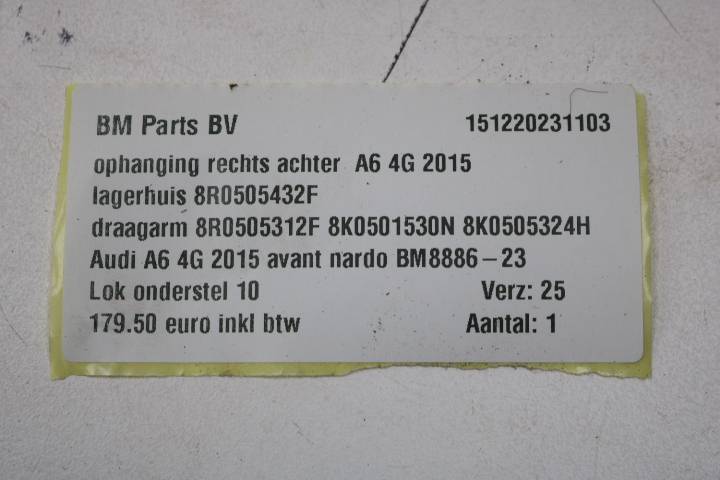 BM Parts BV 151220231103
ophanging rechts achter A6 4G 2015
lagerhuis 8R0505432F
draagarm 8R0505312F 8K0501530N 8K0505324H
Audi A6 4G 2015 avant nardo BM8886-23
Lok onderstel 10 Verz: 25
179.50 euro inkl btw Aantal: 1